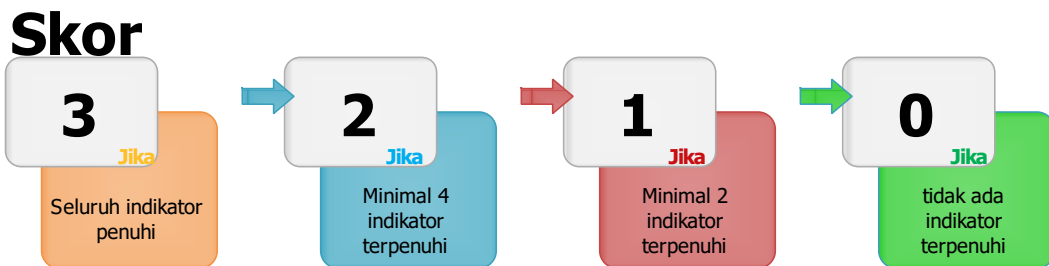 Skor
3
Jika
Seluruh indikator
penuhi
2
Jika
Minimal 4
indikator
terpenuhi
1
Jika
Minimal 2
indikator
terpenuhi
0
Jika
tidak ada
indikator
terpenuhi